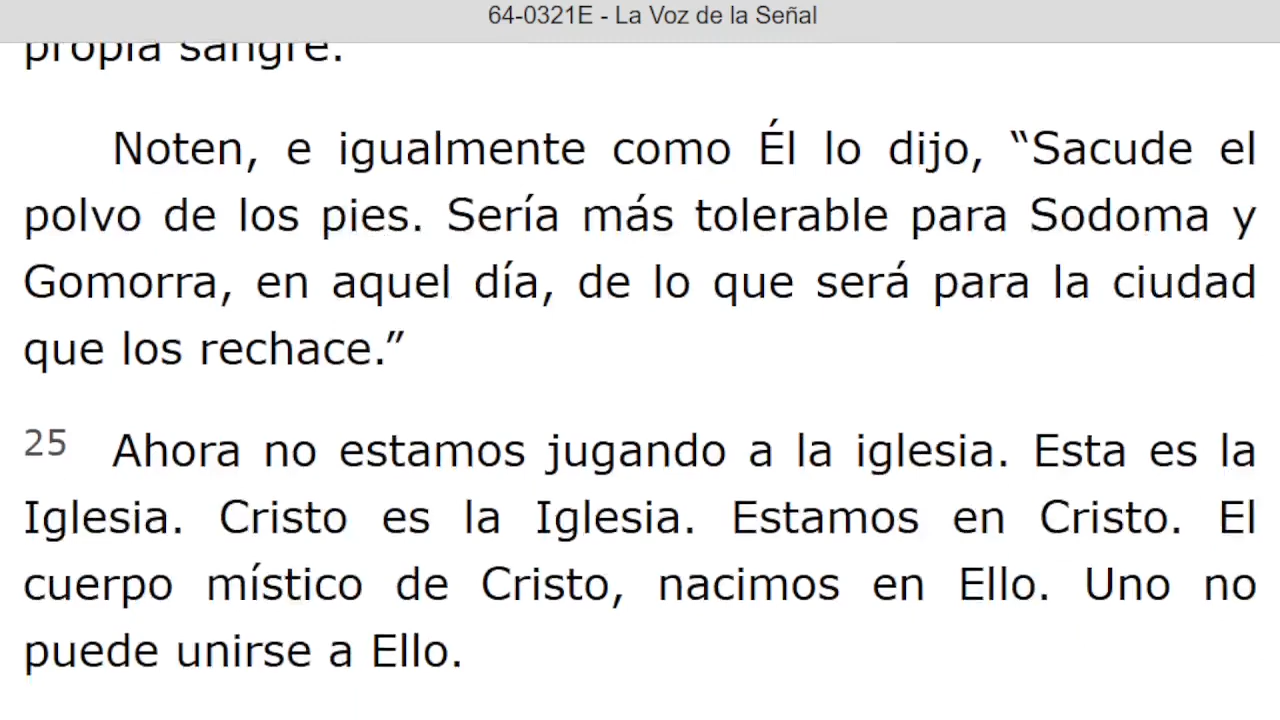 64-0321E - La Voz de la Señal
propia sangre.
Noten, e igualmente como Él lo dijo, “Sacude el
polvo de los pies. Sería más tolerable para Sodoma y
Gomorra, en aquel día, de lo que será para la ciudad
que los rechace.”
25 Ahora no estamos jugando a la iglesia. Esta es la
Iglesia. Cristo es la Iglesia. Estamos en Cristo. El
cuerpo místico de Cristo, nacimos en Ello. Uno no
puede unirse a Ello.